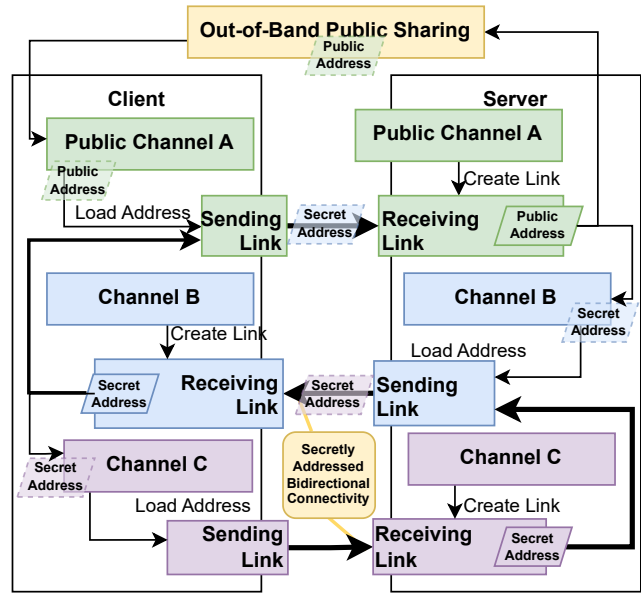 Out-of-Band Public Sharing
Public
Address
Client
Server
Public Channel A
Public
Address
Load Address
Public Channel A
Create Link
Sending
Link
Secret
Address
Receiving
Link
Public
Address
Channel B
Create Link
Channel B
Secret
Address
Load Address
Secret
Address
Receiving
Link
Secret
Address
Sending
Link
Channel C
Secret
Address
Load Address
Secretly
Addressed
Bidirectional
Connectivity
Channel C
Create Link
Sending
Link
Receiving
Link
Secret
Address